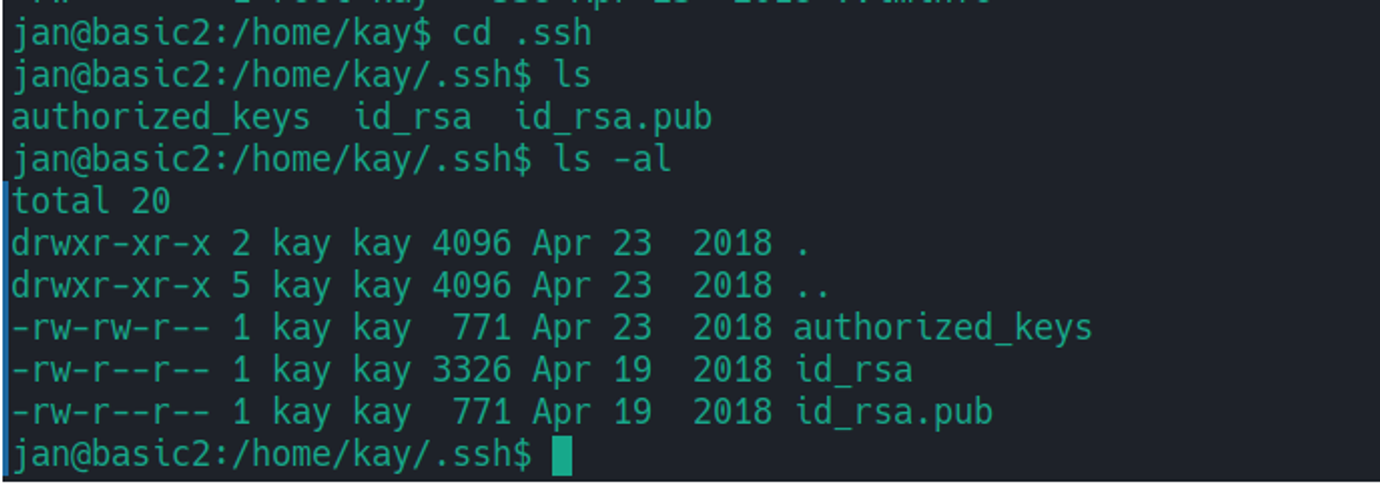 jan@basic2:/home/kay$ cd .ssh
jan@basic2:/home/kay/.ssh$ ls
authorized_keys  id_rsa  id_rsa.pub
jan@basic2:/home/kay/.ssh$ ls -al
total 20
drwxr-xr-x 2 kay kay 4096 Apr 23  2018 .
drwxr-xr-x 5 kay kay 4096 Apr 23  2018 ..
-rw-rw-r-- 1 kay kay  771 Apr 23  2018 authorized_keys
-rw-r--r-- 1 kay kay 3326 Apr 19  2018 id_rsa
-rw-r--r-- 1 kay kay  771 Apr 19  2018 id_rsa.pub
jan@basic2:/home/kay/.ssh$